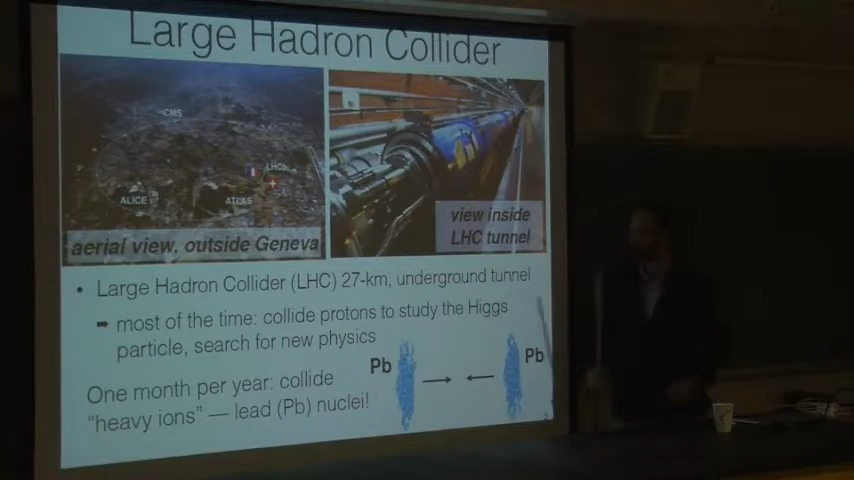 Large Hadron Collider
CMS
LHCb
ALICE
ATLAS
aerial view, outside Geneva
view inside
LHC tunnel
• Large Hadron Collider (LHC) 27-km, underground tunnel
➡ most of the time: collide protons to study the Higgs
particle, search for new physics
Pb
Pb
One month per year: collide
“heavy ions” — lead (Pb) nuclei!